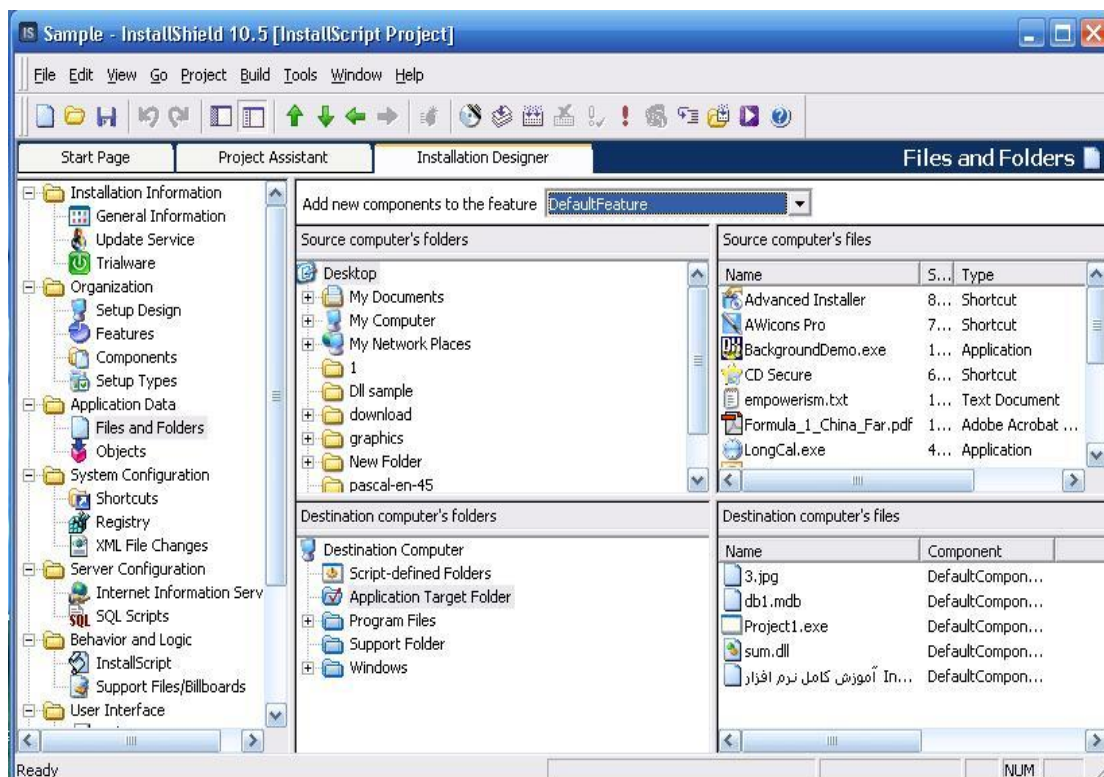 Sample - InstallShield 10.5 [InstallScript Project]
File Edit View Go Project Build Tools Window Help
Start Page Project Assistant Installation Designer Files and Folders
Installation Information
General Information
Update Service
Trialware
Organization
Setup Design
Features
Components
Setup Types
Application Data
Files and Folders
Objects
System Configuration
Shortcuts
Registry
XML File Changes
Server Configuration
Internet Information Serv
SQL Scripts
Behavior and Logic
InstallScript
Support Files/Billboards
User Interface
Add new components to the feature DefaultFeature
Source computer's folders
Desktop
My Documents
My Computer
My Network Places
1
Dll sample
download
graphics
New Folder
pascal-en-45
Source computer's files
Name S... Type
Advanced Installer 8... Shortcut
AWicons Pro 7... Shortcut
BackgroundDemo.exe 1... Application
CD Secure 6... Shortcut
empowerism.txt 1... Text Document
Formula_1_China_Far.pdf 1... Adobe Acrobat ...
LongCal.exe 4... Application
Destination computer's folders
Destination Computer
Script-defined Folders
Application Target Folder
Program Files
Support Folder
Windows
Destination computer's files
Name Component
3.jpg DefaultCompon...
db1.mdb DefaultCompon...
Project1.exe DefaultCompon...
sum.dll DefaultCompon...
آموزش کامل نرم افزار In... DefaultCompon...
Ready NUM